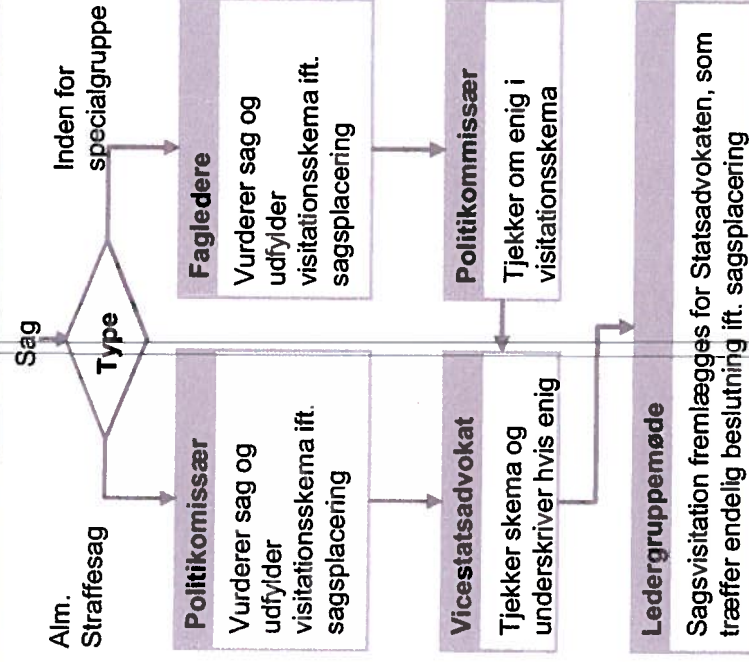 Sag
Type
Alm.
Straffesag
Inden for
specialgruppe
Politikomissær
Vurderer sag og
udfylder
visitationsskema ift.
sagsplacering
Fagledere
Vurderer sag og
udfylder
visitationsskema ift.
sagsplacering
Vicestatsadvokat
Tjekker skema og
underskriver hvis enig
Politikommissær
Tjekker om enig i
visitationsskema
Ledergruppemøde
Sagsvisitation fremlægges for Statsadvokaten, som
træffer endelig beslutning ift. sagsplacering